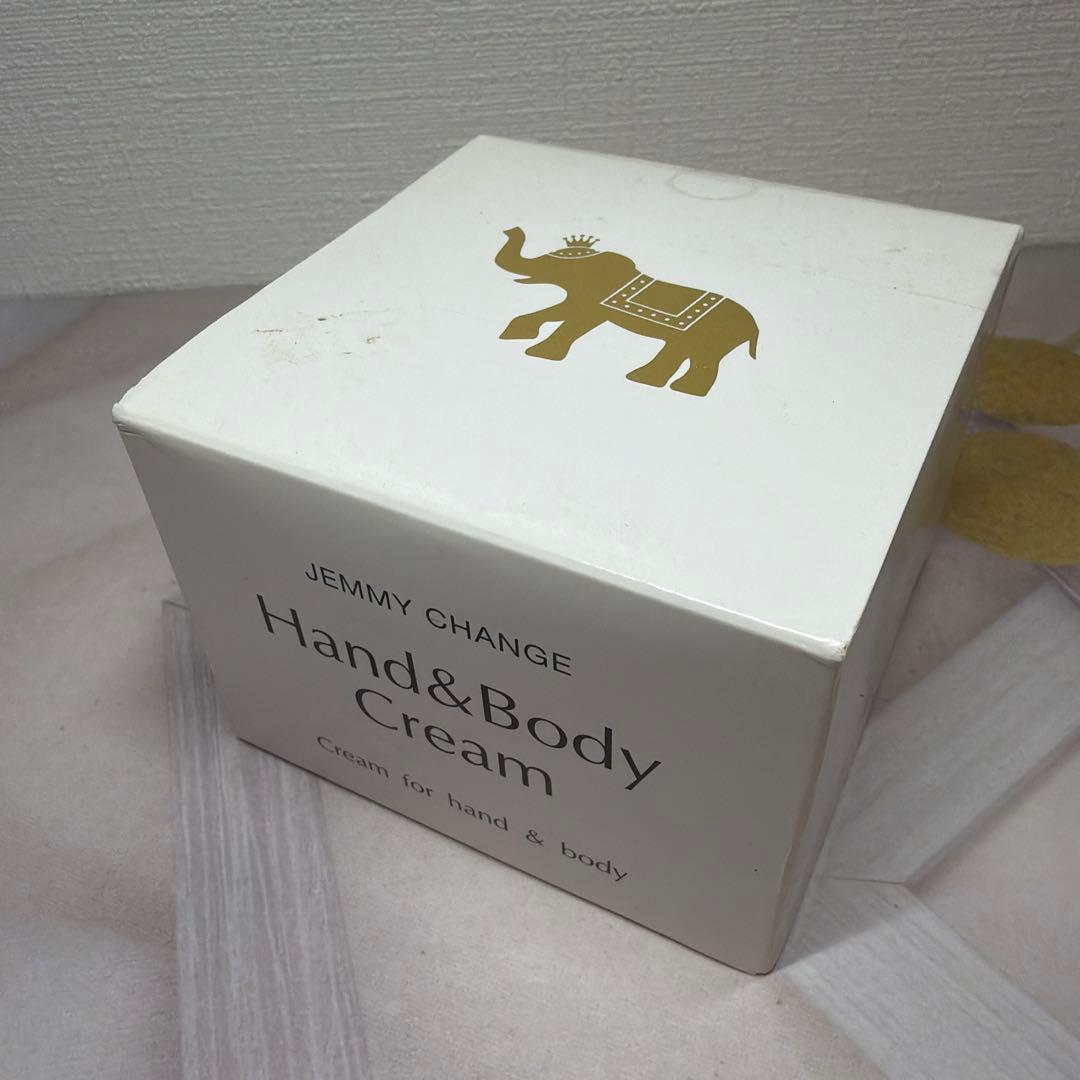 JEMMY CHANGE
Hand&Body
Cream
Cream for hand & body